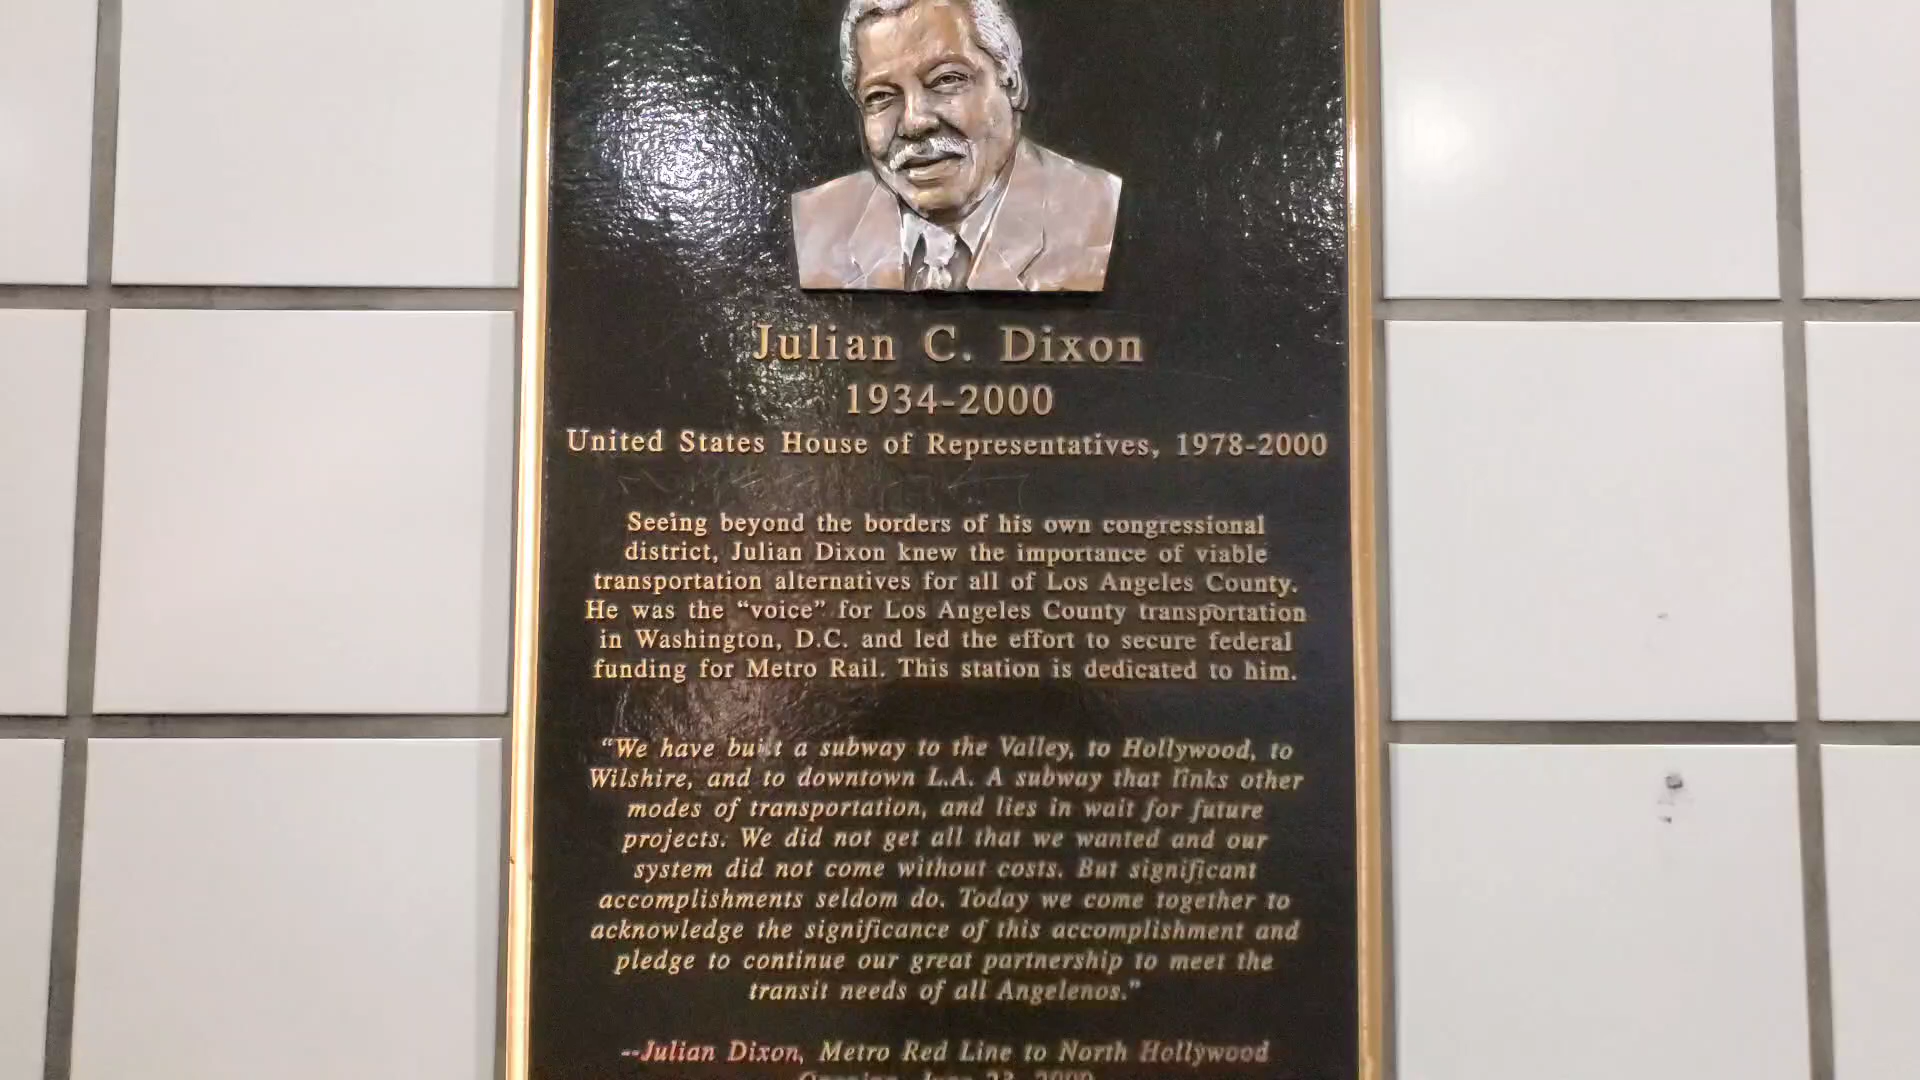 Julian C. Dixon
1934-2000
United States House of Representatives, 1978-2000
Seeing beyond the borders of his own congressional
district, Julian Dixon knew the importance of viable
transportation alternatives for all of Los Angeles County.
He was the “voice” for Los Angeles County transportation
in Washington, D.C. and led the effort to secure federal
funding for Metro Rail. This station is dedicated to him.
“We have built a subway to the Valley, to Hollywood, to
Wilshire, and to downtown L.A. A subway that links other
modes of transportation, and lies in wait for future
projects. We did not get all that we wanted and our
system did not come without costs. But significant
accomplishments seldom do. Today we come together to
acknowledge the significance of this accomplishment and
pledge to continue our great partnership to meet the
transit needs of all Angelenos.”
--Julian Dixon, Metro Red Line to North Hollywood